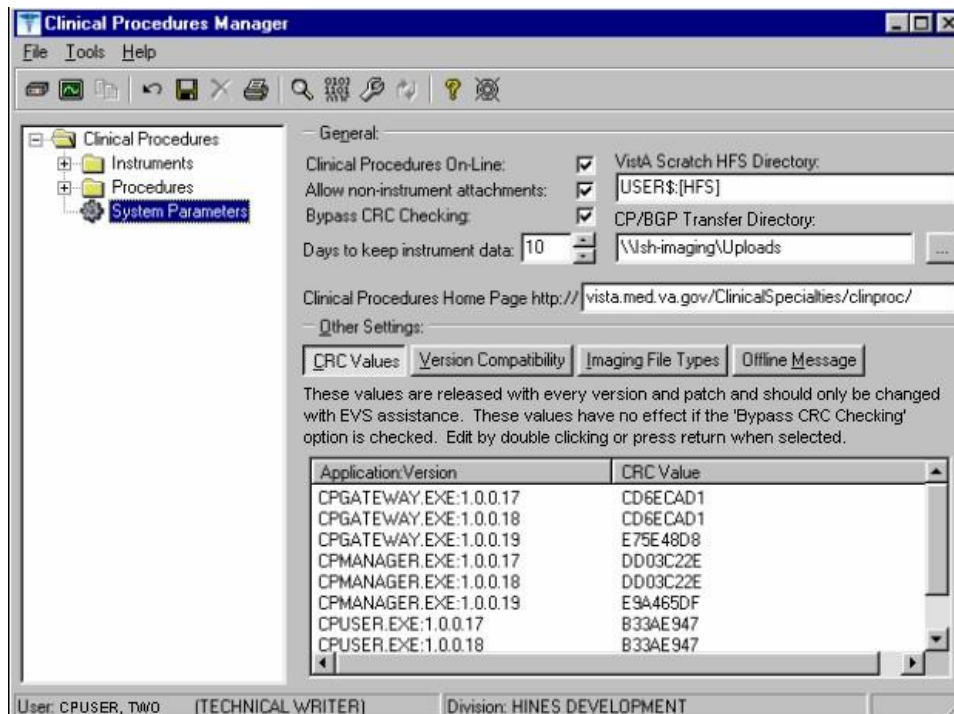 Clinical Procedures Manager
File Tools Help
Clinical Procedures
Instruments
Procedures
System Parameters
General:
Clinical Procedures On-Line:
Allow non-instrument attachments:
Bypass CRC Checking:
Days to keep instrument data: 10
VistA Scratch HFS Directory:
USER$:[HFS]
CP/BGP Transfer Directory:
\\Ish-imaging\Uploads
...
Clinical Procedures Home Page http:// vista.med.va.gov/ClinicalSpecialties/clinproc/
Other Settings:
CRC Values Version Compatibility Imaging File Types Offline Message
These values are released with every version and patch and should only be changed
with EVS assistance. These values have no effect if the 'Bypass CRC Checking'
option is checked. Edit by double clicking or press return when selected.
Application:Version CRC Value
CPGATEWAY.EXE:1.0.0.17 CD6ECAD1
CPGATEWAY.EXE:1.0.0.18 CD6ECAD1
CPGATEWAY.EXE:1.0.0.19 E75E48D8
CPMANAGER.EXE:1.0.0.17 DD03C22E
CPMANAGER.EXE:1.0.0.18 DD03C22E
CPMANAGER.EXE:1.0.0.19 E9A465DF
CPUSER.EXE:1.0.0.17 B33AE947
CPUSER.EXE:1.0.0.18 B33AE947
User: CPUSER, TWO (TECHNICAL WRITER) Division: HINES DEVELOPMENT